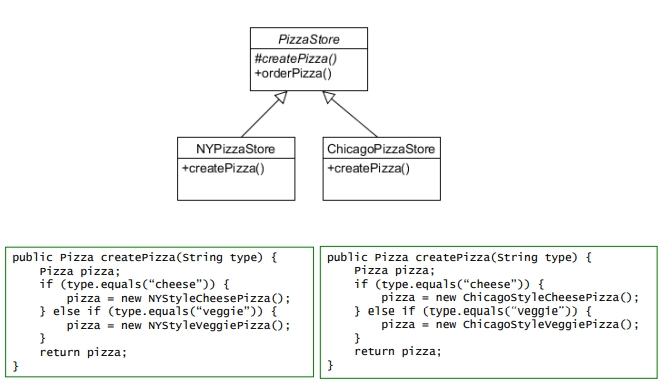 PizzaStore
#createPizza()
+orderPizza()
NYPizzaStore
+createPizza()
ChicagoPizzaStore
+createPizza()
public Pizza createPizza(String type) {
    Pizza pizza;
    if (type.equals(“cheese”)) {
        pizza = new NYStyleCheesePizza();
    } else if (type.equals(“veggie”)) {
        pizza = new NYStyleVeggiePizza();
    }
    return pizza;
}
public Pizza createPizza(String type) {
    Pizza pizza;
    if (type.equals(“cheese”)) {
        pizza = new ChicagoStyleCheesePizza();
    } else if (type.equals(“veggie”)) {
        pizza = new ChicagoStyleVeggiePizza();
    }
    return pizza;
}